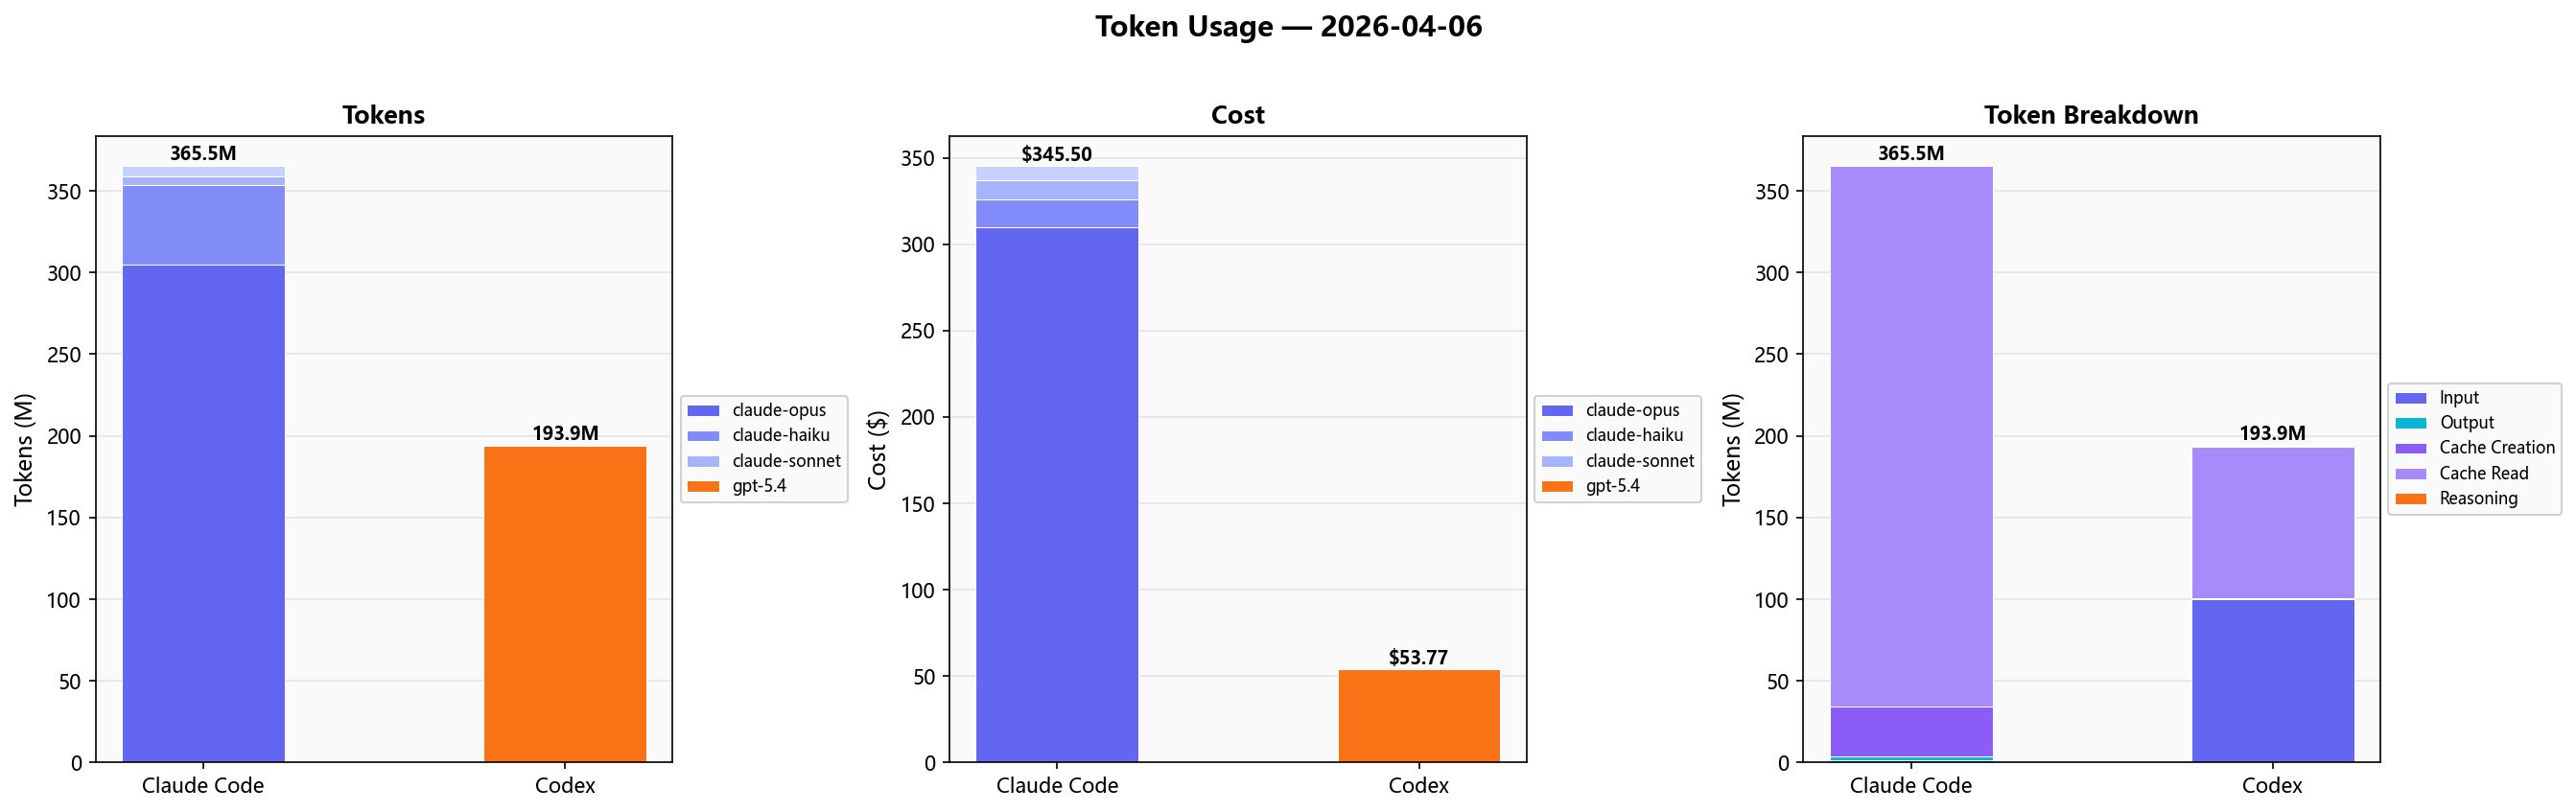 Token Usage — 2026-04-06
Tokens
Tokens (M)
350
300
250
200
150
100
50
0
365.5M
193.9M
Claude Code
Codex
claude-opus
claude-haiku
claude-sonnet
gpt-5.4
Cost
Cost ($)
350
300
250
200
150
100
50
0
$345.50
$53.77
Claude Code
Codex
claude-opus
claude-haiku
claude-sonnet
gpt-5.4
Token Breakdown
Tokens (M)
350
300
250
200
150
100
50
0
365.5M
193.9M
Claude Code
Codex
Input
Output
Cache Creation
Cache Read
Reasoning